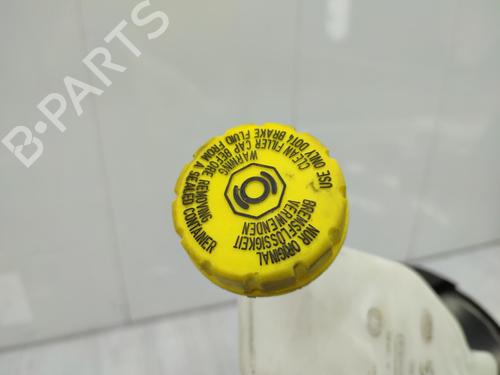 B-PARTS
WARNING
CLEAN FILLER CAP BEFORE REMOVING
USE ONLY DOT4 BRAKE FLUID FROM A SEALED CONTAINER
NUR ORIGINAL
BREMSFLÜSSIGKEIT
VERWENDEN